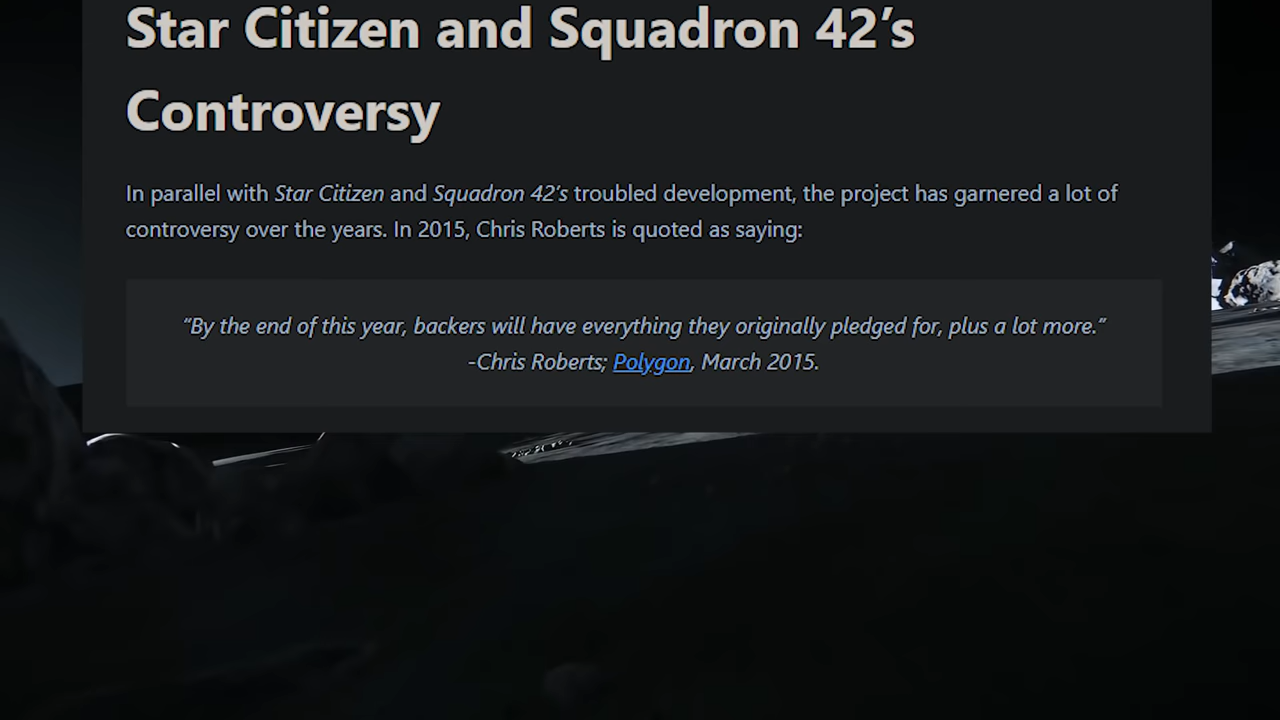 Star Citizen and Squadron 42’s
Controversy
In parallel with Star Citizen and Squadron 42’s troubled development, the project has garnered a lot of
controversy over the years. In 2015, Chris Roberts is quoted as saying:
“By the end of this year, backers will have everything they originally pledged for, plus a lot more.”
-Chris Roberts; Polygon, March 2015.